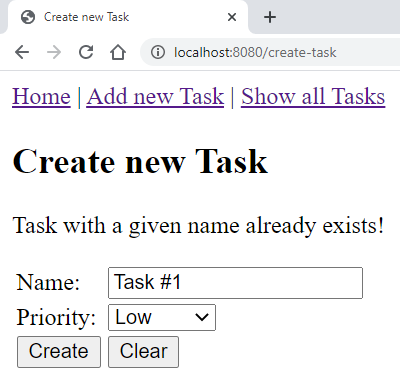 Create new Task
localhost:8080/create-task
Home | Add new Task | Show all Tasks
Create new Task
Task with a given name already exists!
Name: Task #1
Priority: Low
Create Clear